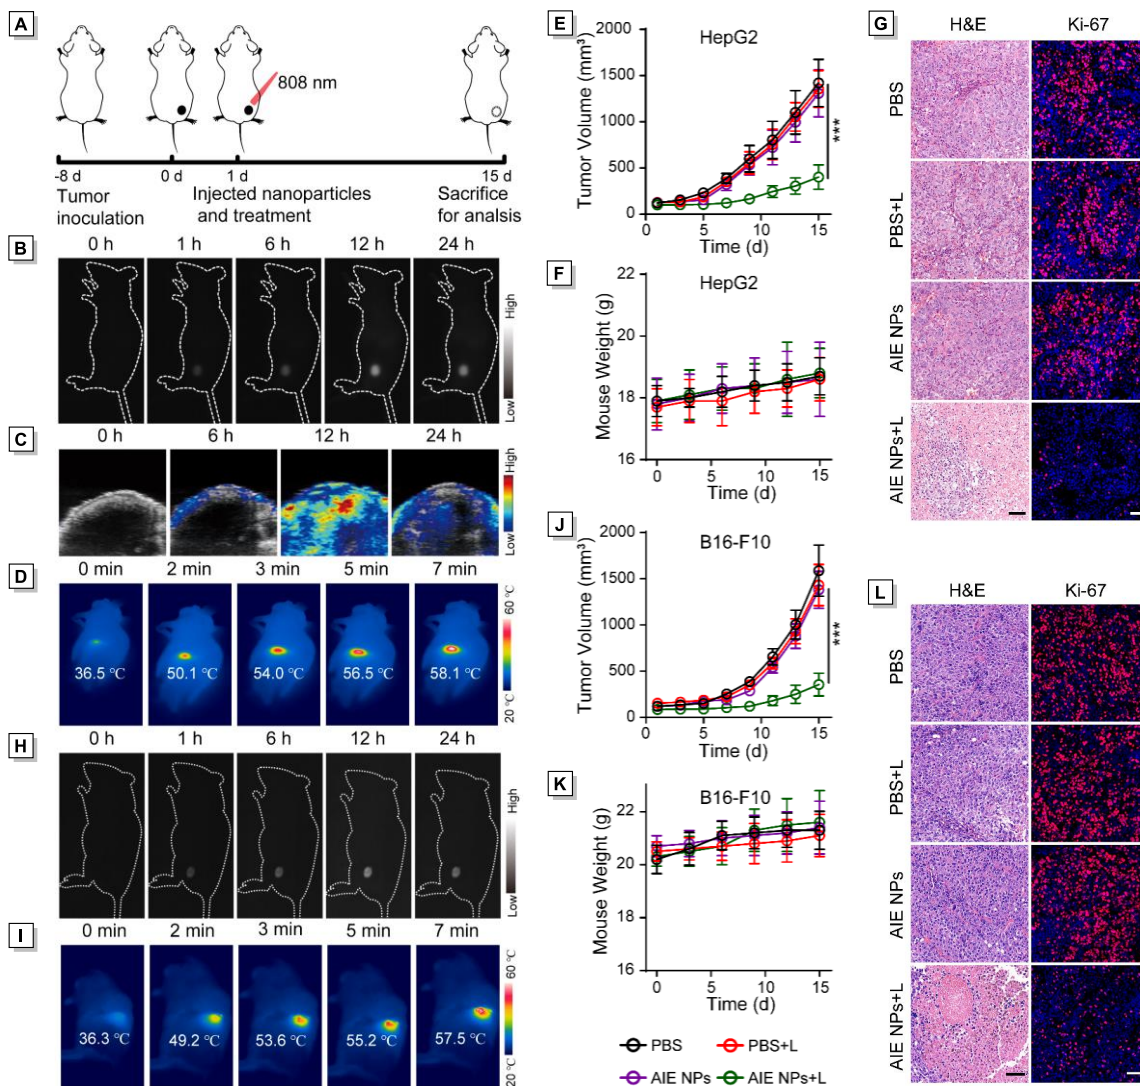 A
808 nm
-8 d
0 d
1 d
15 d
Tumor
inoculation
Injected nanoparticles
and treatment
Sacrifice
for analsis
B
0 h
1 h
6 h
12 h
24 h
High
Low
C
0 h
6 h
12 h
24 h
High
Low
D
0 min
2 min
3 min
5 min
7 min
36.5 ℃
50.1 ℃
54.0 ℃
56.5 ℃
58.1 ℃
60 ℃
20 ℃
H
0 h
1 h
6 h
12 h
24 h
High
Low
I
0 min
2 min
3 min
5 min
7 min
36.3 ℃
49.2 ℃
53.6 ℃
55.2 ℃
57.5 ℃
60 ℃
20 ℃
E
HepG2
Tumor Volume (mm³)
2000
1500
1000
500
0
***
0 5 10 15
Time (d)
F
HepG2
Mouse Weight (g)
22
20
18
16
0 5 10 15
Time (d)
J
B16-F10
Tumor Volume (mm³)
2000
1500
1000
500
0
***
0 5 10 15
Time (d)
K
B16-F10
Mouse Weight (g)
22
20
18
16
0 5 10 15
Time (d)
PBS
PBS+L
AIE NPs
AIE NPs+L
G
H&E
Ki-67
PBS
PBS+L
AIE NPs
AIE NPs+L
L
H&E
Ki-67
PBS
PBS+L
AIE NPs
AIE NPs+L